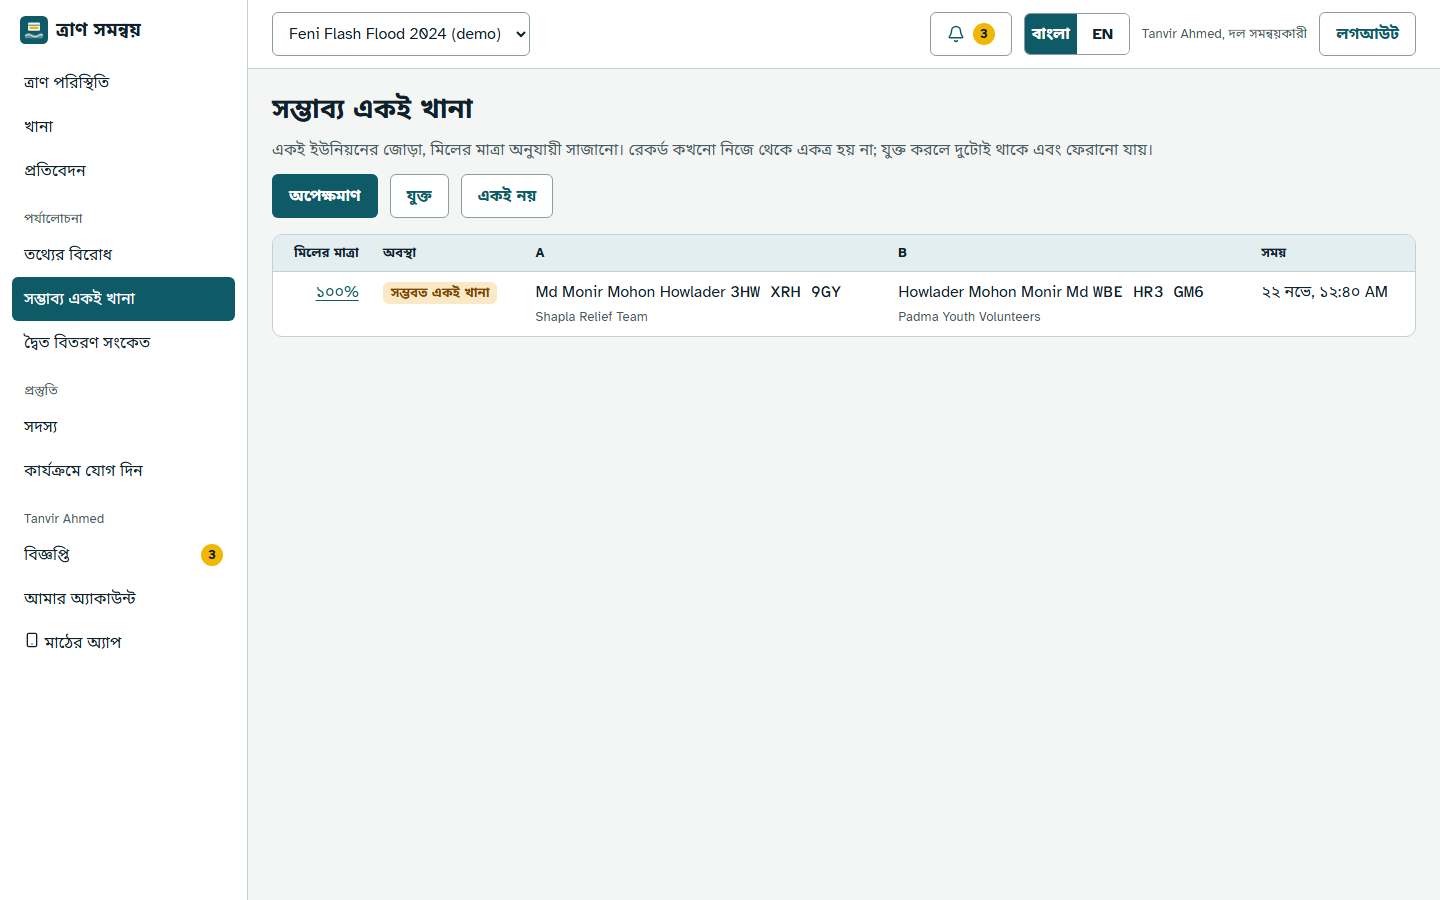 ত্রাণ সমন্বয়
Feni Flash Flood 2024 (demo)
3
বাংলা EN
Tanvir Ahmed, দল সমন্বয়কারী
লগআউট
ত্রাণ পরিস্থিতি
খানা
প্রতিবেদন
পর্যালোচনা
তথ্যের বিরোধ
সম্ভাব্য একই খানা
দ্বৈত বিতরণ সংকেত
প্রস্তুতি
সদস্য
কার্যক্রমে যোগ দিন
Tanvir Ahmed
বিজ্ঞপ্তি 3
আমার অ্যাকাউন্ট
মাঠের অ্যাপ
সম্ভাব্য একই খানা
একই ইউনিয়নের জোড়া, মিলের মাত্রা অনুযায়ী সাজানো। রেকর্ড কখনো নিজে থেকে একত্র হয় না; যুক্ত করলে দুটোই থাকে এবং ফেরানো যায়।
অপেক্ষমাণ যুক্ত একই নয়
মিলের মাত্রা অবস্থা A B সময়
১০০% সম্ভবত একই খানা Md Monir Mohon Howlader 3HW XRH 9GY Howlader Mohon Monir Md WBE HR3 GM6 ২২ নভে, ১২:৪০ AM
Shapla Relief Team Padma Youth Volunteers